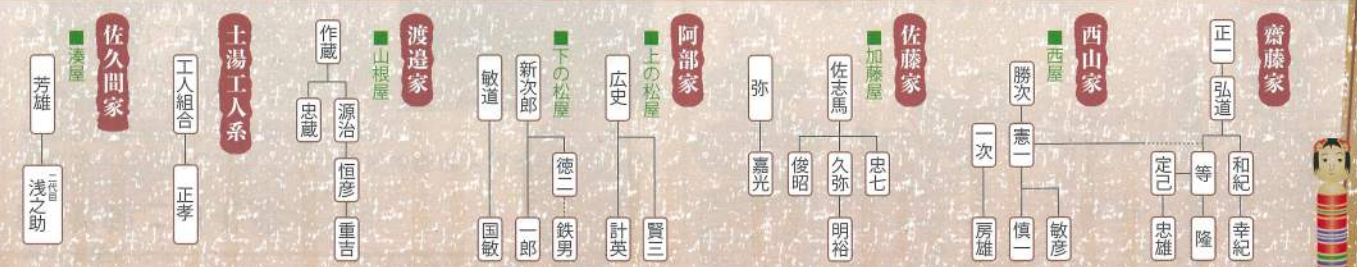 齋藤家
正一
弘道
和紀
幸紀
等
隆
定己
忠雄
西山家
■西屋
勝次
憲一
敏彦
慎一
一次
房雄
佐藤家
■加藤屋
佐志馬
忠七
久弥
明裕
俊昭
弥
嘉光
阿部家
■上の松屋
広史
賢三
計英
■下の松屋
新次郎
徳二
鉄男
一郎
敏道
国敏
渡邉家
■山根屋
作蔵
源治
恒彦
重吉
忠蔵
土湯工人系
工人組合
正孝
佐久間家
■湊屋
芳雄
二代目
浅之助